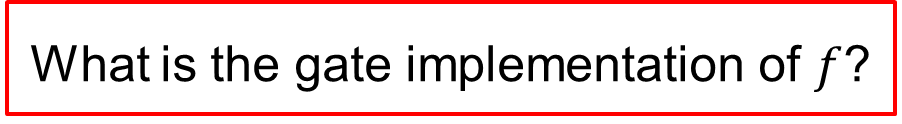 What is the gate implementation of f?